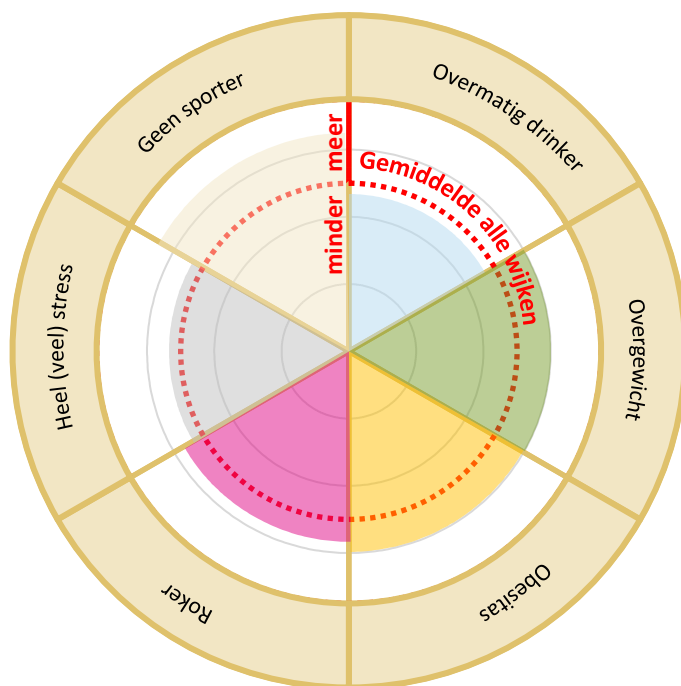 Geen sporter
Overmatig drinker
meer
minder
Gemiddelde alle wijken
Heel (veel) stress
Overgewicht
Roker
Obesitas